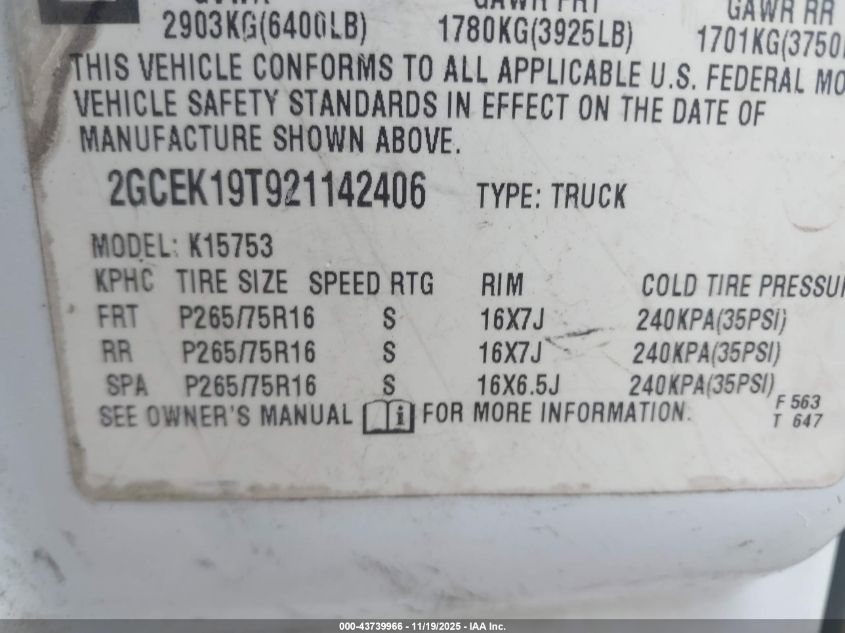 GAWR FRT GAWR RR
2903KG(6400LB) 1780KG(3925LB) 1701KG(3750
THIS VEHICLE CONFORMS TO ALL APPLICABLE U.S. FEDERAL MO
VEHICLE SAFETY STANDARDS IN EFFECT ON THE DATE OF
MANUFACTURE SHOWN ABOVE.
2GCEK19T921142406 TYPE: TRUCK
MODEL: K15753
KPHC TIRE SIZE SPEED RTG RIM COLD TIRE PRESSU
FRT P265/75R16 S 16X7J 240KPA(35PSI)
RR P265/75R16 S 16X7J 240KPA(35PSI)
SPA P265/75R16 S 16X6.5J 240KPA(35PSI)
SEE OWNER'S MANUAL i FOR MORE INFORMATION.
F 563
T 647
000-43739966 - 11/19/2025 - IAA Inc.